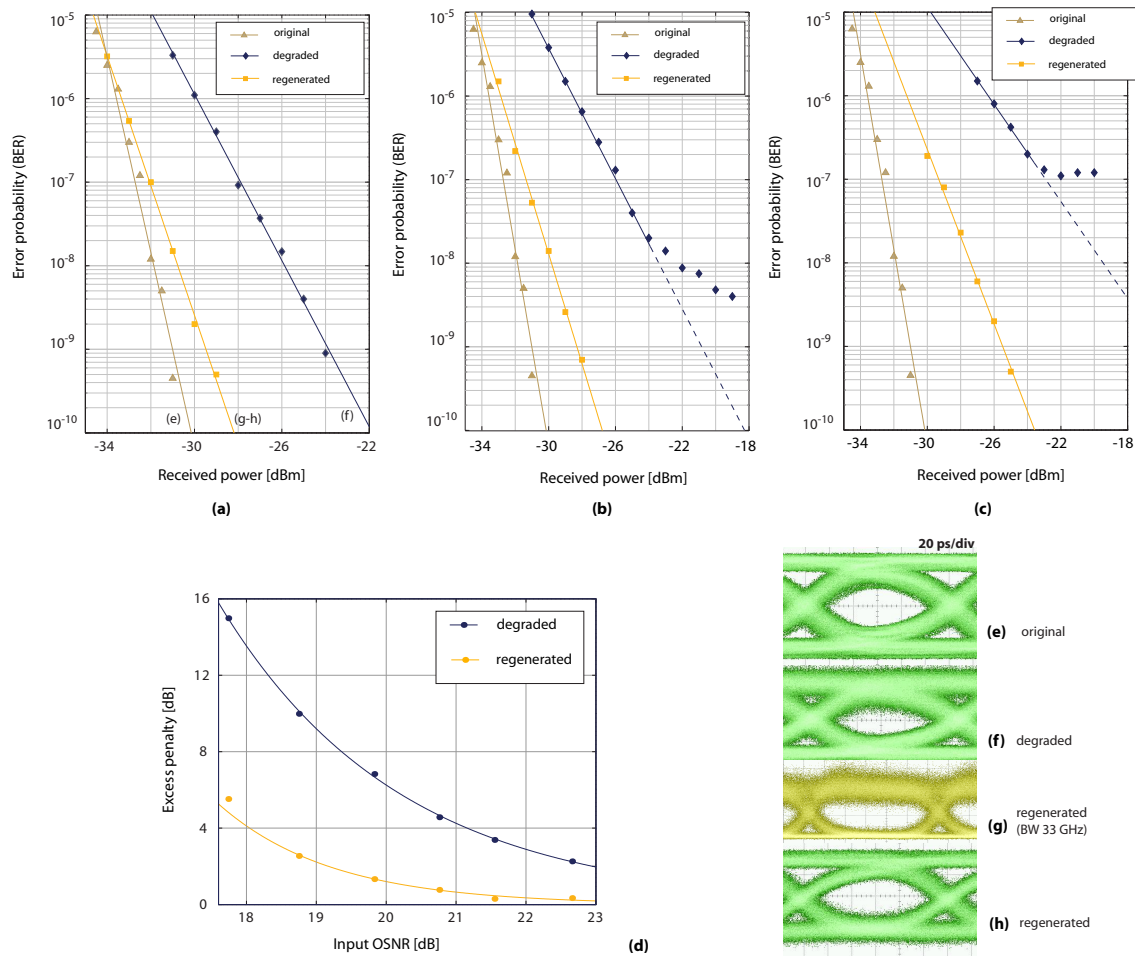 original
degraded
regenerated
10-5
10-6
10-7
10-8
10-9
10-10
Error probability (BER)
(e)
(g-h)
(f)
-34
-30
-26
-22
Received power [dBm]
(a)
original
degraded
regenerated
10-5
10-6
10-7
10-8
10-9
10-10
Error probability (BER)
-34
-30
-26
-22
-18
Received power [dBm]
(b)
original
degraded
regenerated
10-5
10-6
10-7
10-8
10-9
10-10
Error probability (BER)
-34
-30
-26
-22
-18
Received power [dBm]
(c)
degraded
regenerated
16
12
8
4
0
Excess penalty [dB]
18
19
20
21
22
23
Input OSNR [dB]
(d)
20 ps/div
(e) original
(f) degraded
(g) regenerated
(BW 33 GHz)
(h) regenerated